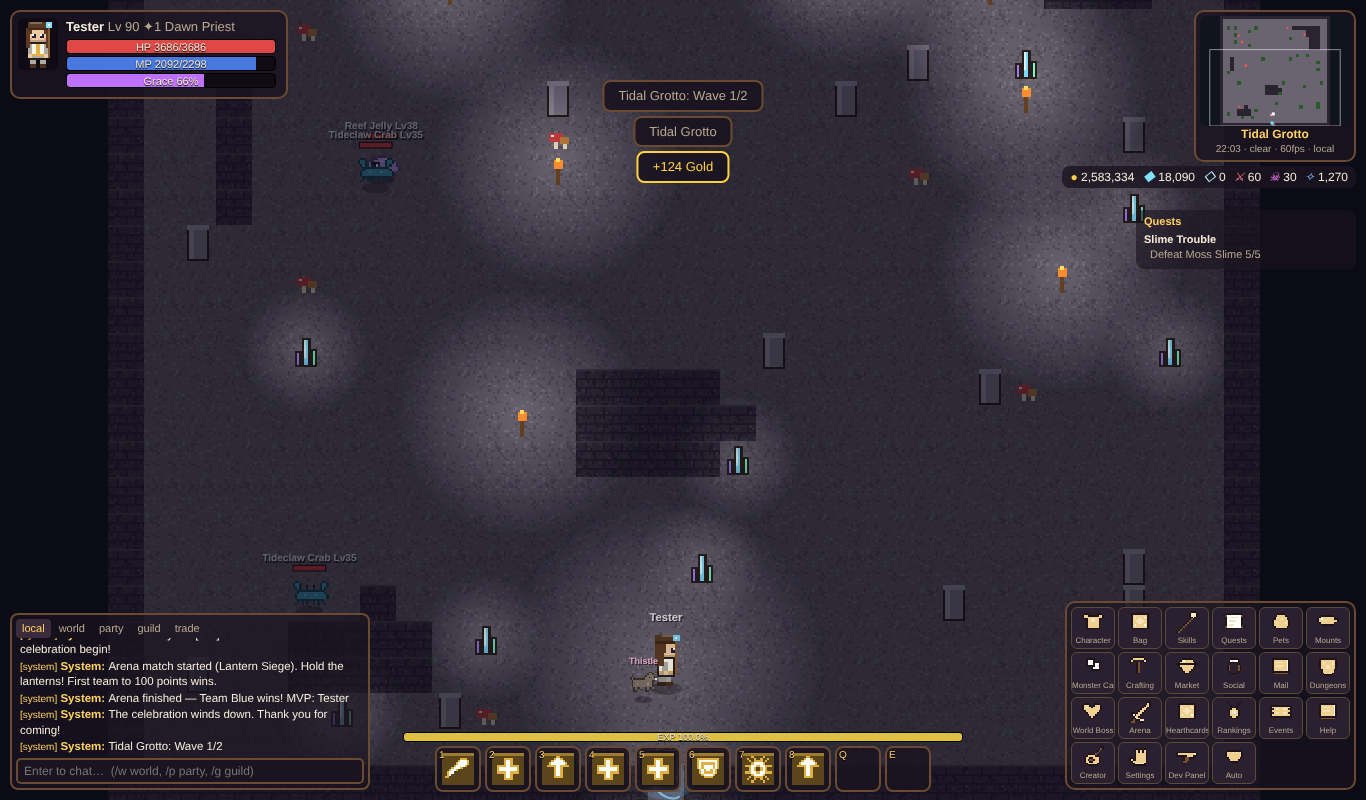 Tester Lv 90 ✦1 Dawn Priest
HP 3686/3686
MP 2092/2298
Grace 66%
Tidal Grotto: Wave 1/2
Tidal Grotto
+124 Gold
Tidal Grotto
22:03 · clear · 60fps · local
2,583,334 18,090 0 60 30 1,270
Quests
Slime Trouble
Defeat Moss Slime 5/5
Reef Jelly Lv38
Tideclaw Crab Lv35
Tideclaw Crab Lv35
Tester
Thistle
local world party guild trade
celebration begin!
[system] System: Arena match started (Lantern Siege). Hold the
lanterns! First team to 100 points wins.
[system] System: Arena finished — Team Blue wins! MVP: Tester
[system] System: The celebration winds down. Thank you for
coming!
[system] System: Tidal Grotto: Wave 1/2
Enter to chat… (/w world, /p party, /g guild)
EXP 100.0%
1 2 3 4 5 6 7 8 Q E
Character Bag Skills Quests Pets Mounts
Monster Ca Crafting Market Social Mail Dungeons
World Boss Arena Hearthcards Rankings Events Help
Creator Settings Dev Panel Auto